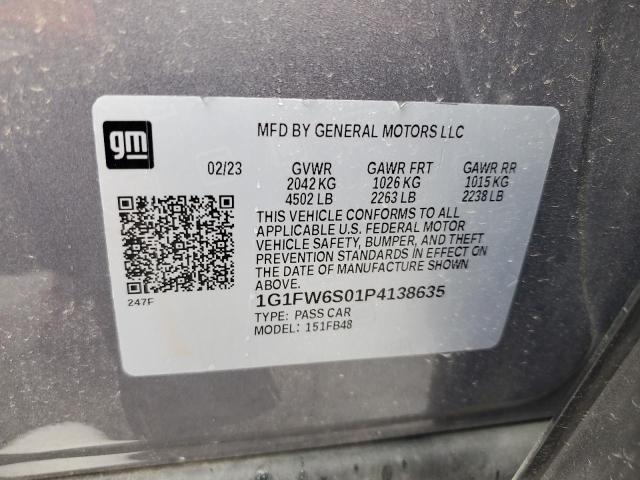 gm
MFD BY GENERAL MOTORS LLC
02/23 GVWR GAWR FRT GAWR RR
2042 KG 1026 KG 1015 KG
4502 LB 2263 LB 2238 LB
THIS VEHICLE CONFORMS TO ALL
APPLICABLE U.S. FEDERAL MOTOR
VEHICLE SAFETY, BUMPER, AND THEFT
PREVENTION STANDARDS IN EFFECT ON
THE DATE OF MANUFACTURE SHOWN
ABOVE.
247F
1G1FW6S01P4138635
TYPE: PASS CAR
MODEL: 151FB48